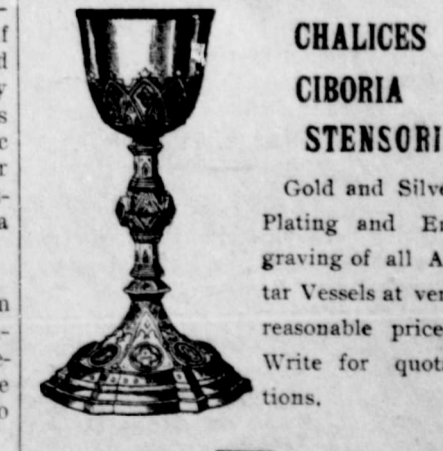 CHALICES
CIBORIA
STENSORI
Gold and Silve
Plating and En
graving of all A
tar Vessels at ver
reasonable price
Write for quota
tions.